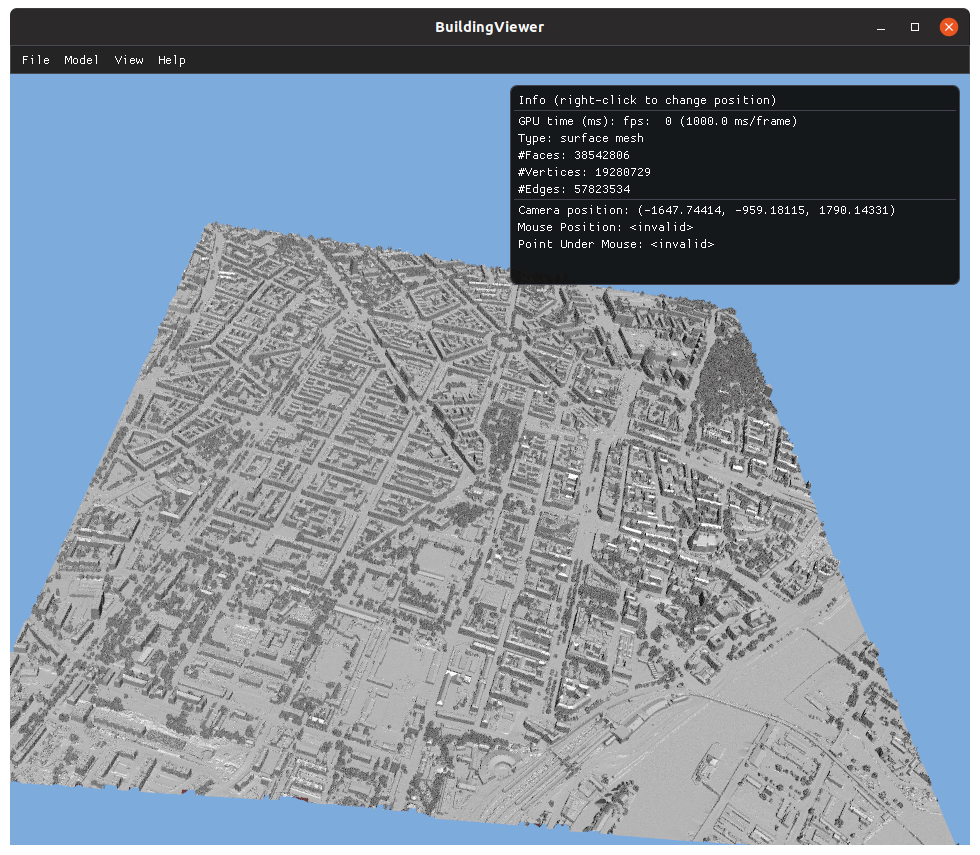 BuildingViewer
File Model View Help
Info (right-click to change position)
GPU time (ms): fps: 0 (1000.0 ms/frame)
Type: surface mesh
#Faces: 38542806
#Vertices: 19280729
#Edges: 57823534
Camera position: (-1647.74414, -959.18115, 1790.14331)
Mouse Position: <invalid>
Point Under Mouse: <invalid>